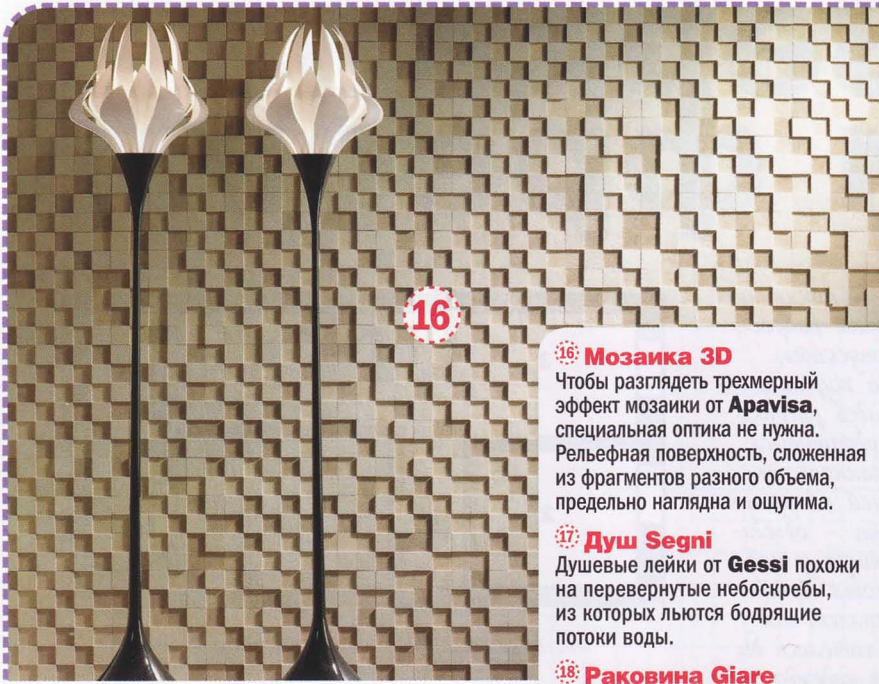 16
16 Мозаика 3D
Чтобы разглядеть трехмерный
эффект мозаики от Apavisa,
специальная оптика не нужна.
Рельефная поверхность, сложенная
из фрагментов разного объема,
предельно наглядна и ощутима.
17 Душ Segni
Душевые лейки от Gessi похожи
на перевернутые небоскребы,
из которых льются бодрящие
потоки воды.
18 Раковина Giare